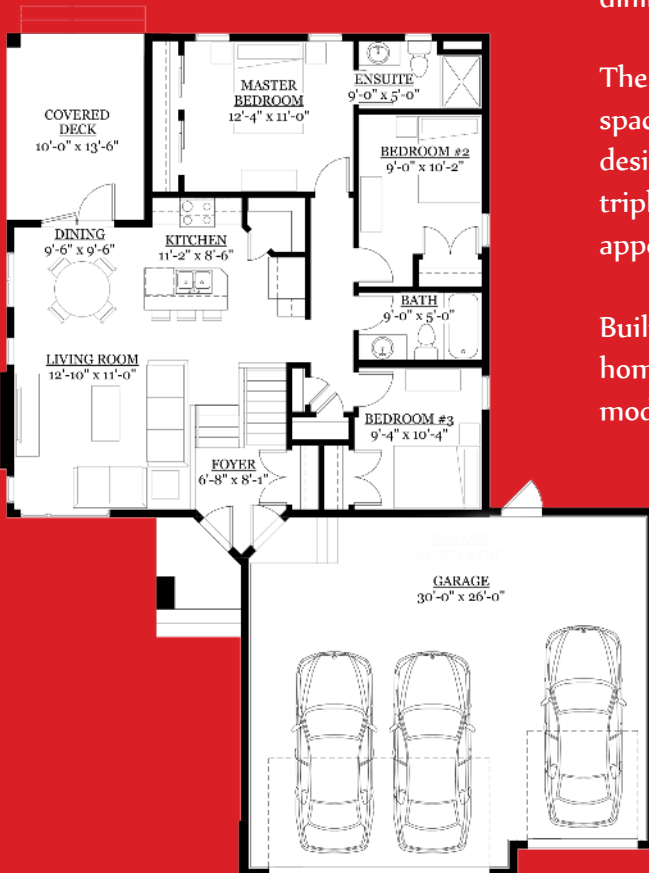 COVERED
DECK
10'-0" x 13'-6"
MASTER
BEDROOM
12'-4" x 11'-0"
ENSUITE
9'-0" x 5'-0"
BEDROOM #2
9'-0" x 10'-2"
DINING
9'-6" x 9'-6"
KITCHEN
11'-2" x 8'-6"
BATH
9'-0" x 5'-0"
LIVING ROOM
12'-10" x 11'-0"
BEDROOM #3
9'-4" x 10'-4"
FOYER
6'-8" x 8'-1"
GARAGE
GARAGE
30'-0" x 26'-0"
The
spac
desi
tripl
appe
Buil
hom
mod